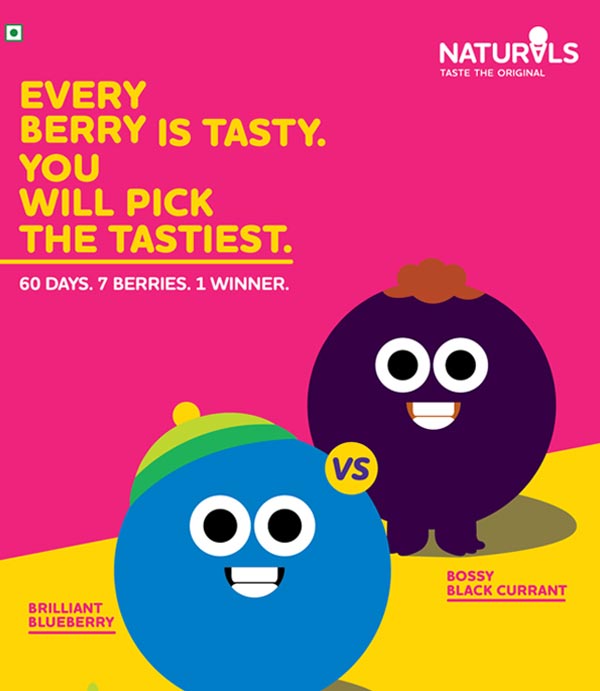 NATURALS
TASTE THE ORIGINAL
EVERY
BERRY IS TASTY.
YOU
WILL PICK
THE TASTIEST.
60 DAYS. 7 BERRIES. 1 WINNER.
VS
BOSSY
BLACK CURRANT
BRILLIANT
BLUEBERRY